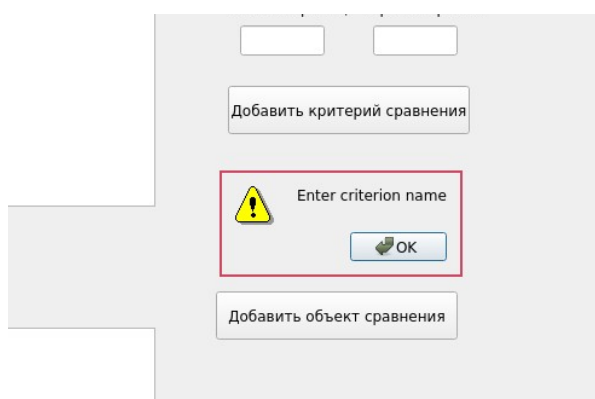 Добавить критерий сравнения
Enter criterion name
OK
Добавить объект сравнения